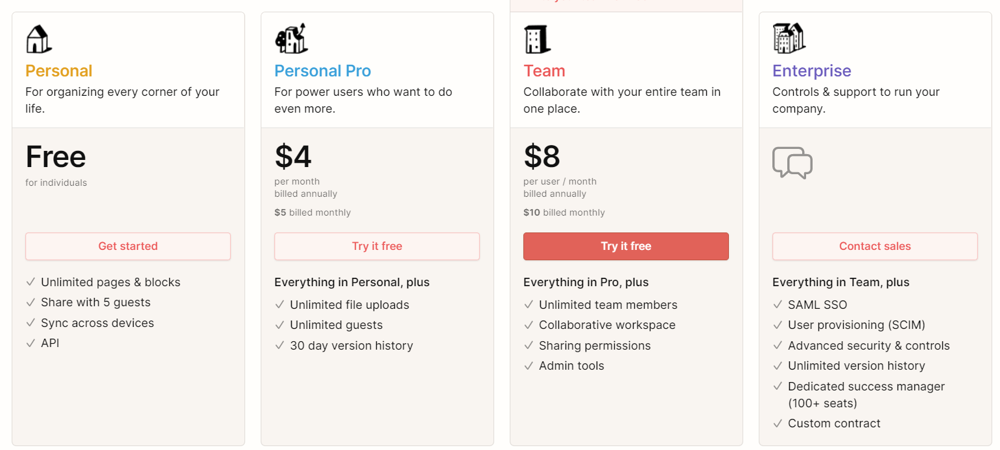 Personal
For organizing every corner of your
life.
Free
for individuals
Get started
Unlimited pages & blocks
Share with 5 guests
Sync across devices
API
Personal Pro
For power users who want to do
even more.
$4
per month
billed annually
$5 billed monthly
Try it free
Everything in Personal, plus
Unlimited file uploads
Unlimited guests
30 day version history
Team
Collaborate with your entire team in
one place.
$8
per user / month
billed annually
$10 billed monthly
Try it free
Everything in Pro, plus
Unlimited team members
Collaborative workspace
Sharing permissions
Admin tools
Enterprise
Controls & support to run your
company.
Contact sales
Everything in Team, plus
SAML SSO
User provisioning (SCIM)
Advanced security & controls
Unlimited version history
Dedicated success manager
(100+ seats)
Custom contract